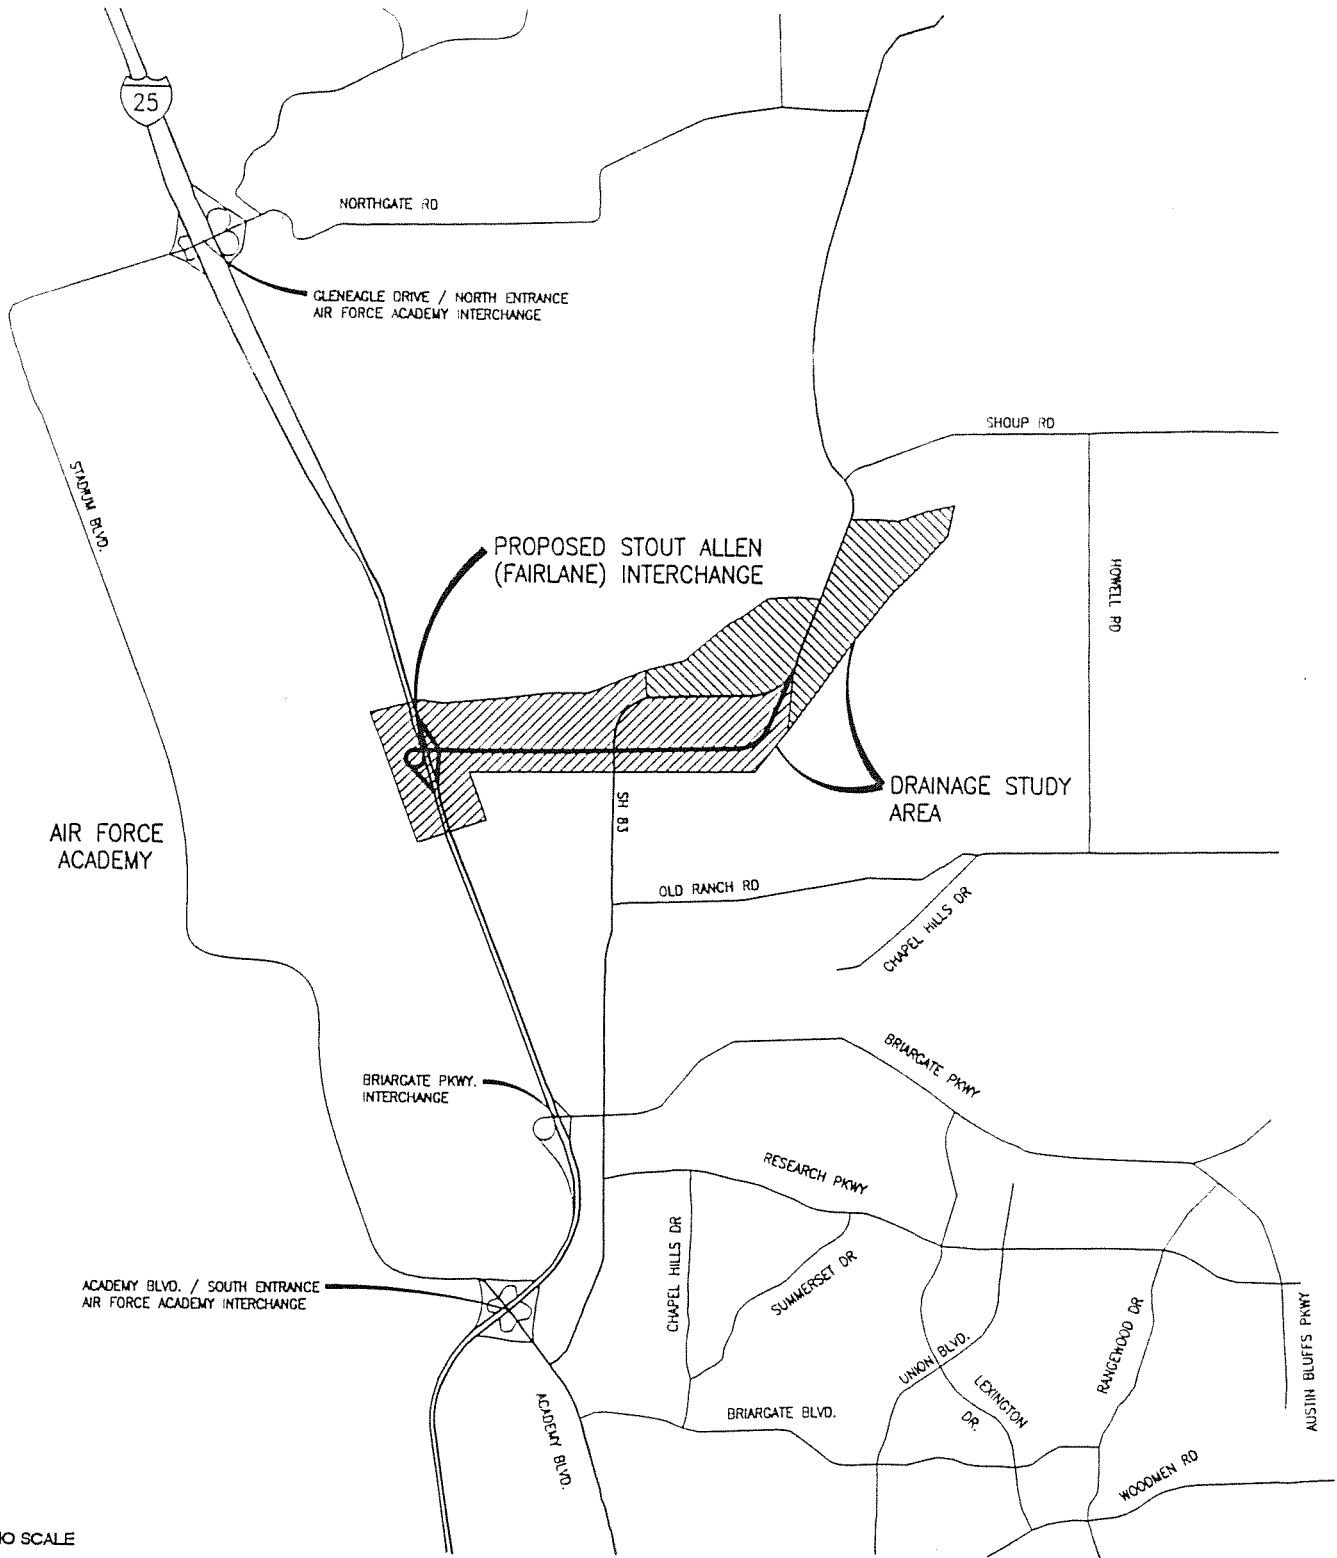 25
NORTHGATE RD
GLENEAGLE DRIVE / NORTH ENTRANCE
AIR FORCE ACADEMY INTERCHANGE
SHOUP RD
STADIUM BLVD.
PROPOSED STOUT ALLEN
(FAIRLANE) INTERCHANGE
HOWELL RD
DRAINAGE STUDY
AREA
SH 83
AIR FORCE
ACADEMY
OLD RANCH RD
CHAPEL HILLS DR
BRIARGATE PKWY
BRIARGATE PKWY.
INTERCHANGE
RESEARCH PKWY
CHAPEL HILLS DR
SUMMERSET DR
ACADEMY BLVD. / SOUTH ENTRANCE
AIR FORCE ACADEMY INTERCHANGE
UNION BLVD.
LEXINGTON
DR.
RANGEWOOD DR
AUSTIN BLUFFS PKWY
ACADEMY BLVD.
BRIARGATE BLVD.
WOODMEN RD
NO SCALE